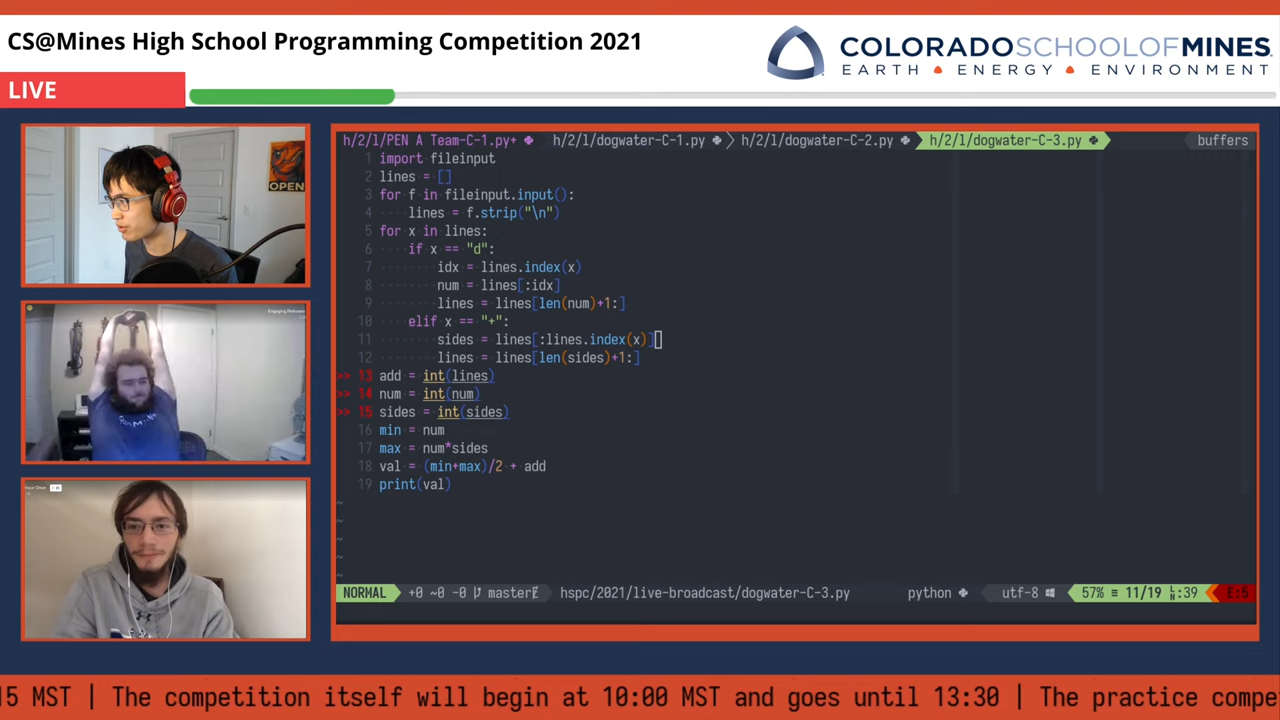 CS@Mines High School Programming Competition 2021
COLORADOSCHOOLOFMINES
EARTH • ENERGY • ENVIRONMENT
LIVE
OPEN
h/2/l/PEN A Team-C-1.py+ h/2/l/dogwater-C-1.py h/2/l/dogwater-C-2.py h/2/l/dogwater-C-3.py buffers
1 import fileinput
2 lines = []
3 for f in fileinput.input():
4 lines = f.strip("\n")
5 for x in lines:
6 if x == "d":
7 idx = lines.index(x)
8 num = lines[:idx]
9 lines = lines[len(num)+1:]
10 elif x == "+":
11 sides = lines[:lines.index(x)]
12 lines = lines[len(sides)+1:]
>> 13 add = int(lines)
>> 14 num = int(num)
>> 15 sides = int(sides)
16 min = num
17 max = num*sides
18 val = (min+max)/2 + add
19 print(val)
~
~
~
~
~
NORMAL +0 ~0 -0 master hspc/2021/live-broadcast/dogwater-C-3.py python utf-8 57% ≡ 11/19 :39 E:5
15 MST | The competition itself will begin at 10:00 MST and goes until 13:30 | The practice compe